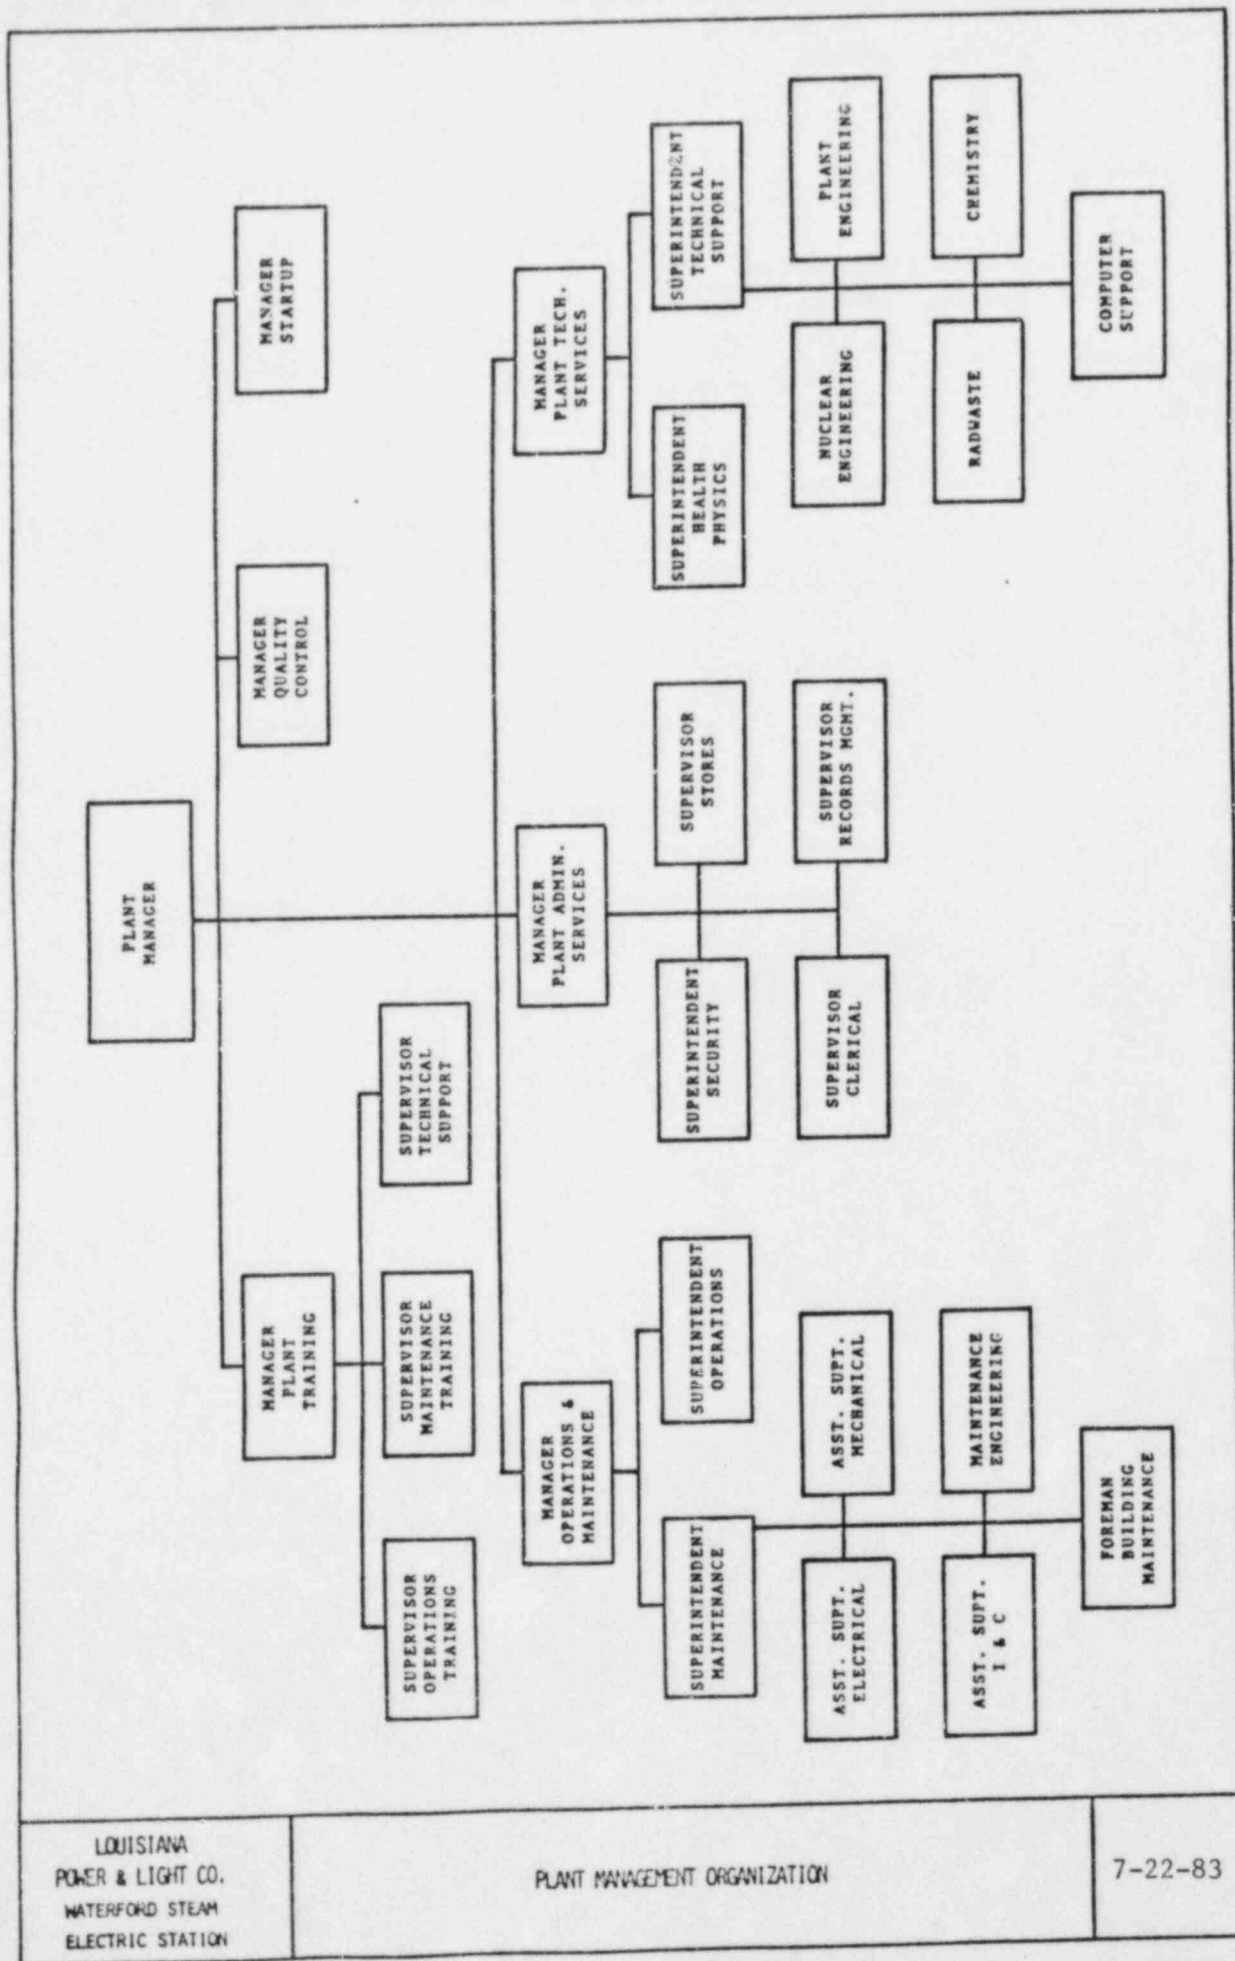 PLANT
MANAGER
MANAGER
PLANT
TRAINING
MANAGER
QUALITY
CONTROL
MANAGER
STARTUP
SUPERVISOR
OPERATIONS
TRAINING
SUPERVISOR
MAINTENANCE
TRAINING
SUPERVISOR
TECHNICAL
SUPPORT
MANAGER
OPERATIONS &
MAINTENANCE
MANAGER
PLANT ADMIN.
SERVICES
MANAGER
PLANT TECH.
SERVICES
SUPERINTENDENT
MAINTENANCE
SUPERINTENDENT
OPERATIONS
SUPERINTENDENT
SECURITY
SUPERVISOR
STORES
SUPERINTENDENT
HEALTH
PHYSICS
SUPERINTENDENT
TECHNICAL
SUPPORT
ASST. SUPT.
ELECTRICAL
ASST. SUPT.
MECHANICAL
SUPERVISOR
CLERICAL
SUPERVISOR
RECORDS MGMT.
NUCLEAR
ENGINEERING
PLANT
ENGINEERING
ASST. SUPT.
I & C
MAINTENANCE
ENGINEERING
RADWASTE
CHEMISTRY
FOREMAN
BUILDING
MAINTENANCE
COMPUTER
SUPPORT
LOUISIANA
POWER & LIGHT CO.
WATERFORD STEAM
ELECTRIC STATION
PLANT MANAGEMENT ORGANIZATION
7-22-83